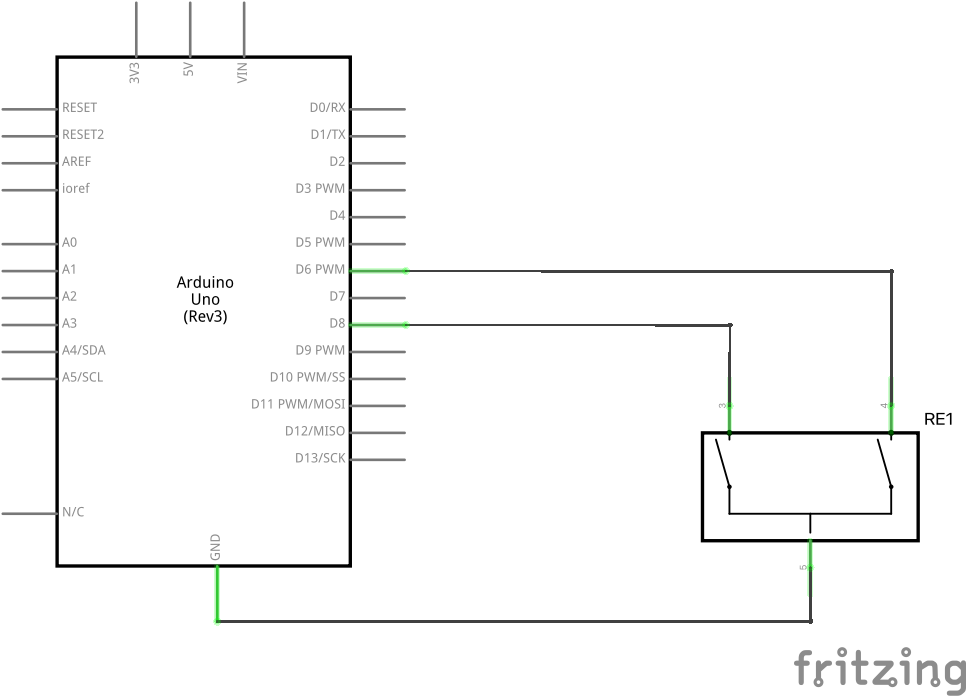 3V3
5V
VIN
RESET
RESET2
AREF
ioref
A0
A1
A2
A3
A4/SDA
A5/SCL
N/C
Arduino
Uno
(Rev3)
D0/RX
D1/TX
D2
D3 PWM
D4
D5 PWM
D6 PWM
D7
D8
D9 PWM
D10 PWM/SS
D11 PWM/MOSI
D12/MISO
D13/SCK
GND
3
4
RE1
5
fritzing